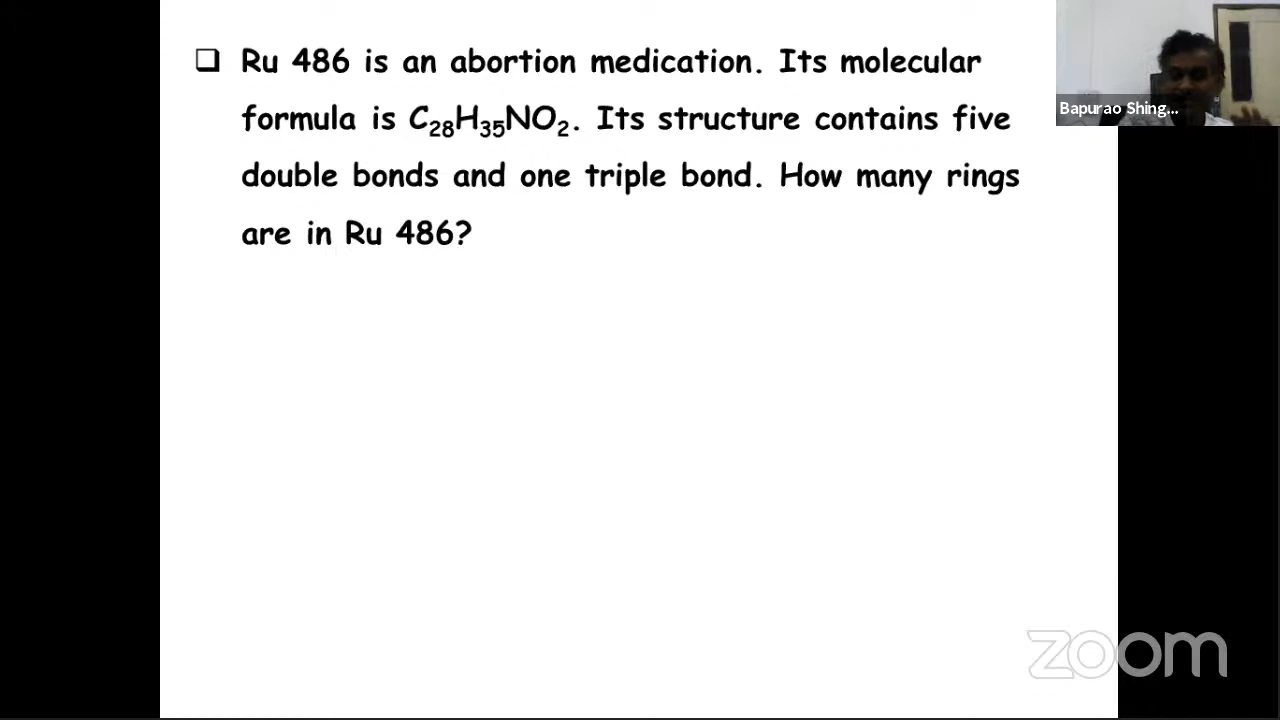 ❑ Ru 486 is an abortion medication. Its molecular
formula is C₂₈H₃₅NO₂. Its structure contains five
double bonds and one triple bond. How many rings
are in Ru 486?
Bapurao Shing...
zoom